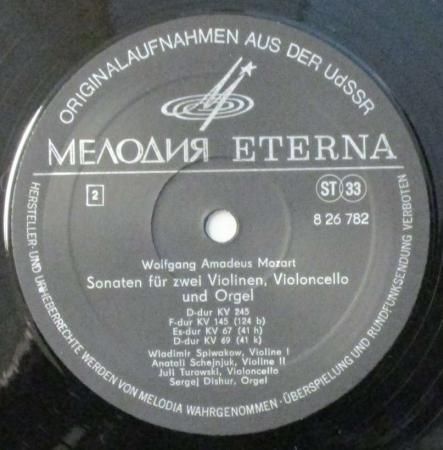 ORIGINALAUFNAHMEN AUS DER UdSSR
МЕЛОДИЯ ETERNA
2
ST 33
8 26 782
Wolfgang Amadeus Mozart
Sonaten für zwei Violinen, Violoncello
und Orgel
D-dur KV 245
F-dur KV 145 (124 b)
Es-dur KV 67 (41 h)
D-dur KV 69 (41 k)
Wladimir Spiwakow, Violine I
Anatoli Schejnjuk, Violine II
Juli Turowski, Violoncello
Sergej Dishur, Orgel
HERSTELLER- UND URHEBERRECHTE WERDEN VON MELODIA WAHRGENOMMEN · ÜBERSPIELUNG UND RUNDFUNKSENDUNG VERBOTEN